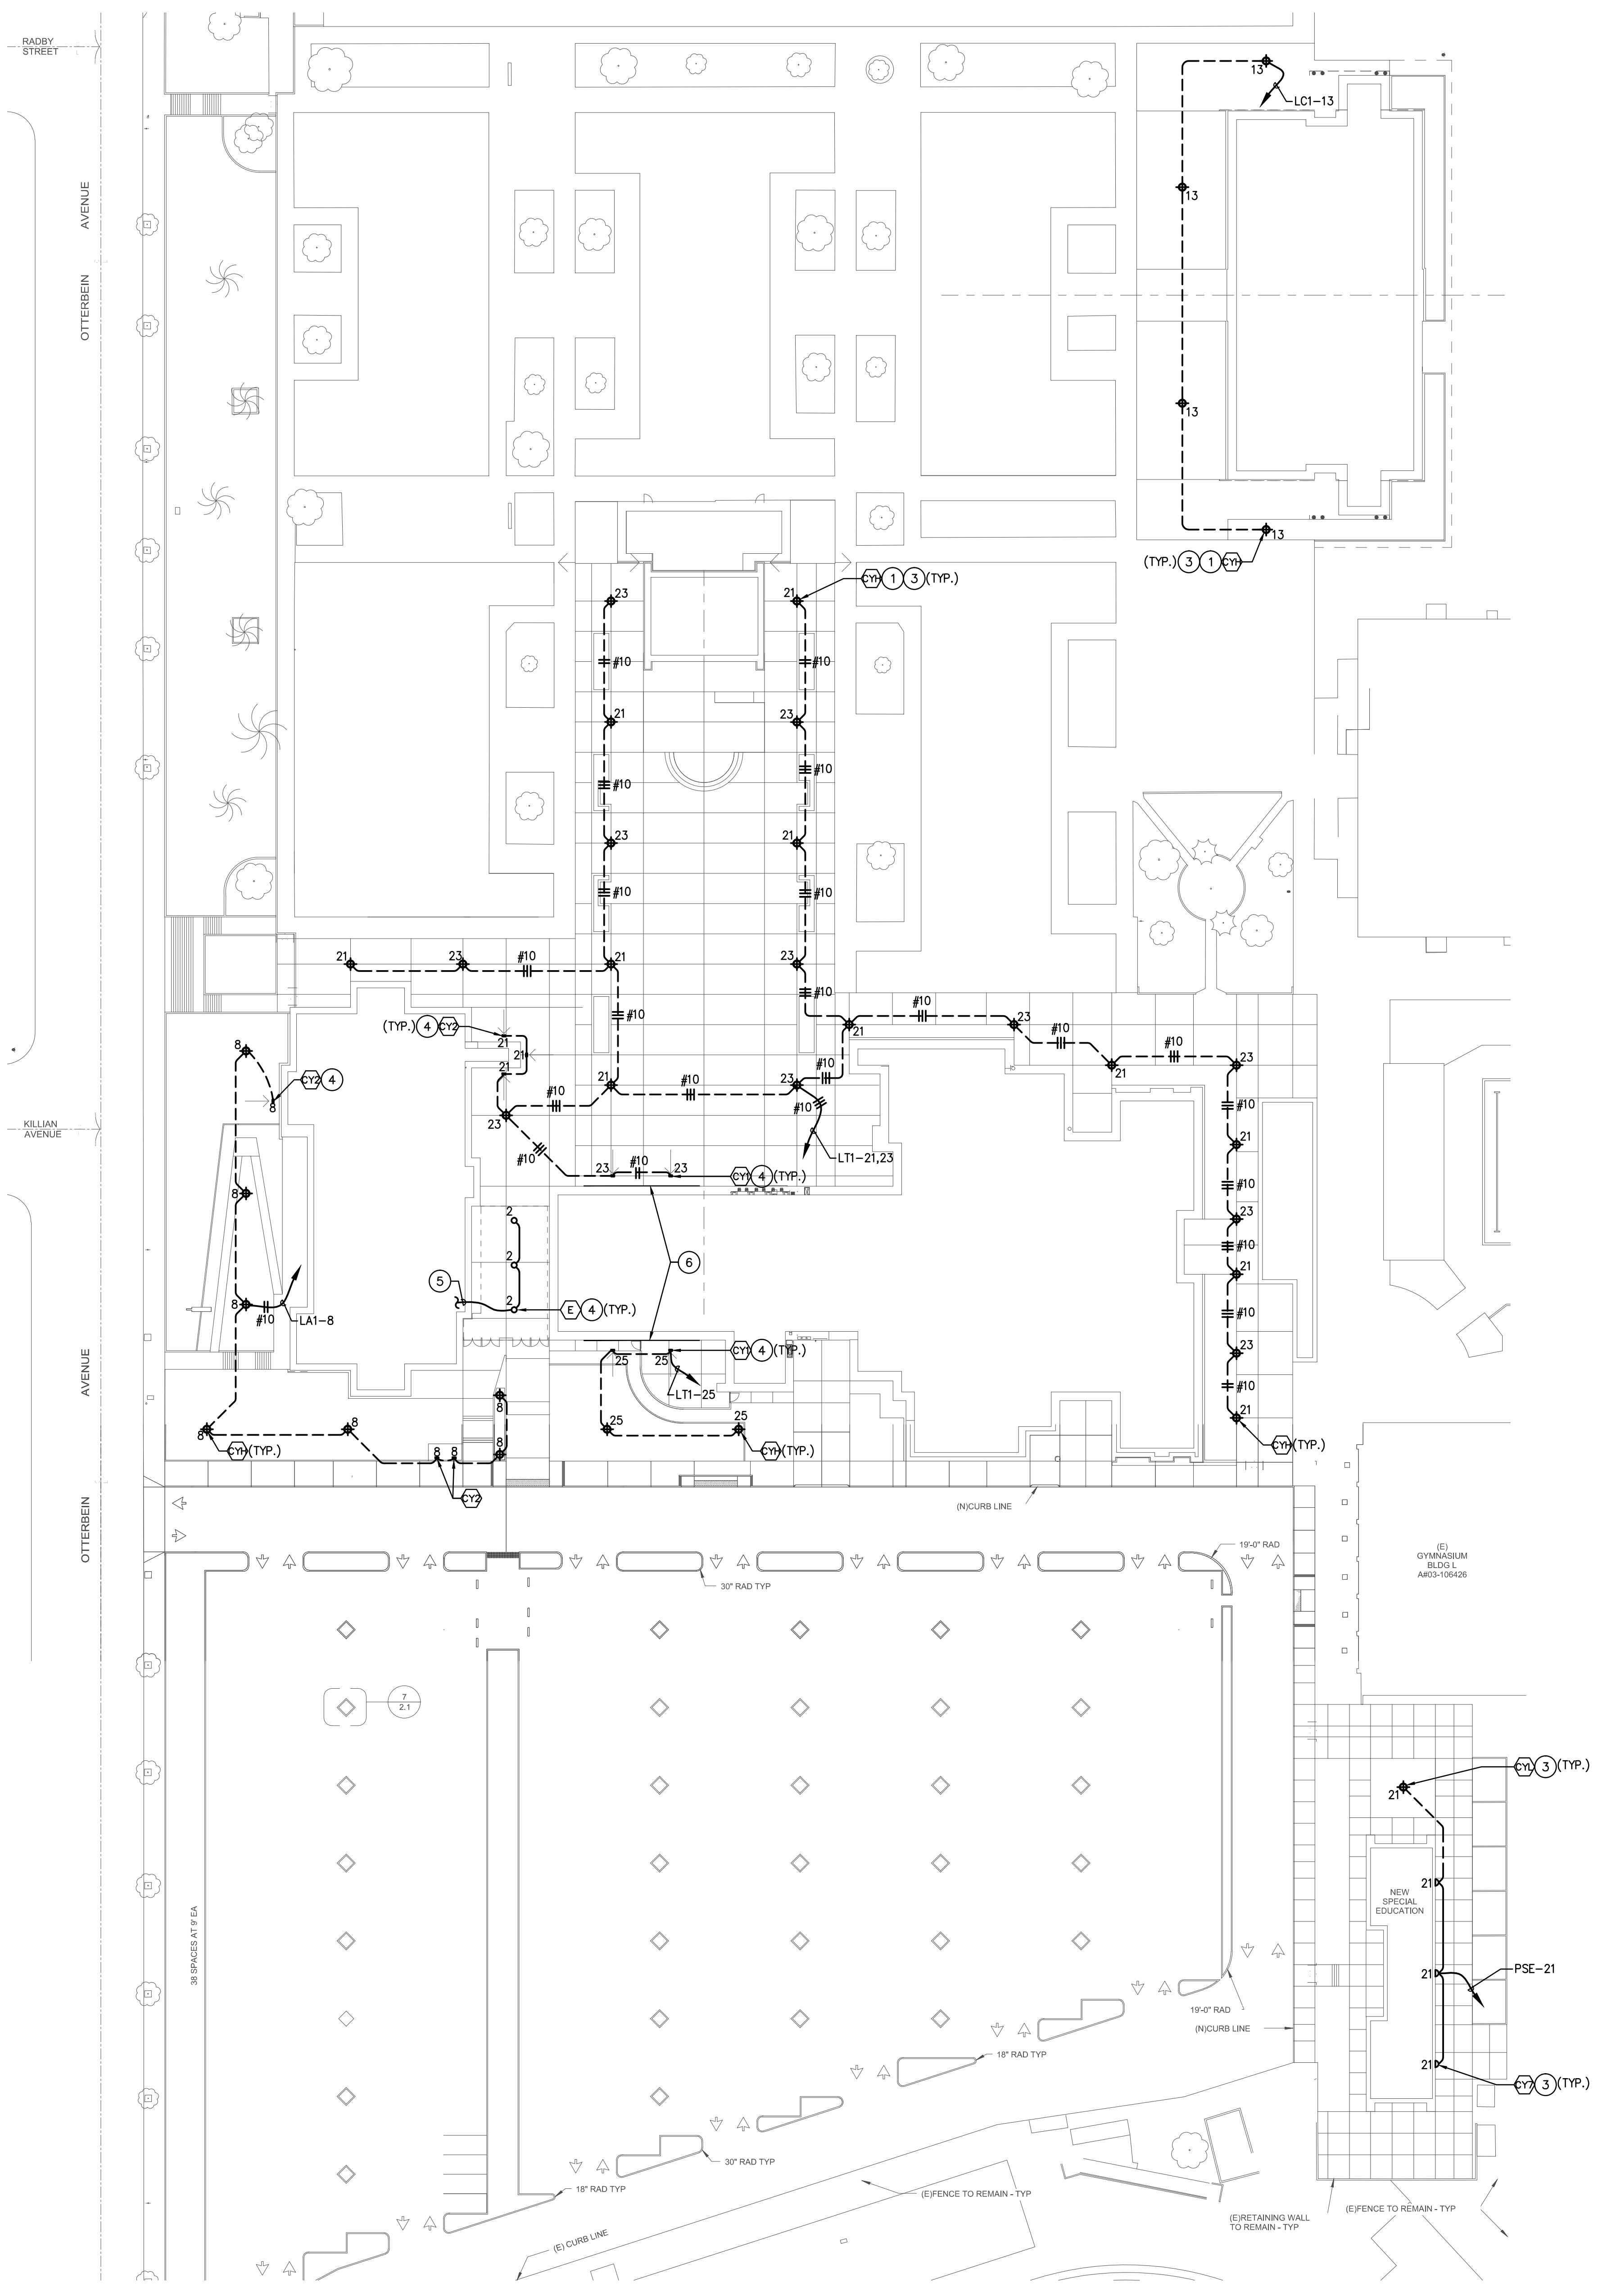 RADBY
STREET
13
LC1-13
AVENUE
13
OTTERBEIN
13
13
(TYP.) 3 1 CYH
CYH 1 3 (TYP.)
23
21
#10
#10
21
23
#10
#10
23
21
#10
#10
21
23
#10
21
23
#10
#10
#10
21
23
#10
(TYP.) 4 CY2
21
21
21
#10
21
23
8
CY2 4
8
21
#10
23
#10
#10
23
#10
#10
#10
21
KILLIAN
AVENUE
#10
LT1-21,23
23
#10
23
CY1 4 (TYP.)
#10
8
2
23
#10
2
6
21
5
2
E 4 (TYP.)
8
#10
LA1-8
#10
23
25
25
CY1 4 (TYP.)
AVENUE
LT1-25
#10
8
21
8
8
25
25
CYH (TYP.)
CYH (TYP.)
CYH (TYP.)
8
8
8
CY2
OTTERBEIN
(N)CURB LINE
19'-0" RAD
(E)
GYMNASIUM
BLDG L
A#03-106426
30" RAD TYP
7
2.1
CYL 3 (TYP.)
21
21
NEW
SPECIAL
EDUCATION
38 SPACES AT 9' EA
21
PSE-21
19'-0" RAD
(N)CURB LINE
18" RAD TYP
21
CY7 3 (TYP.)
30" RAD TYP
18" RAD TYP
(E)FENCE TO REMAIN - TYP
(E)RETAINING WALL
TO REMAIN - TYP
(E)FENCE TO REMAIN - TYP
(E) CURB LINE